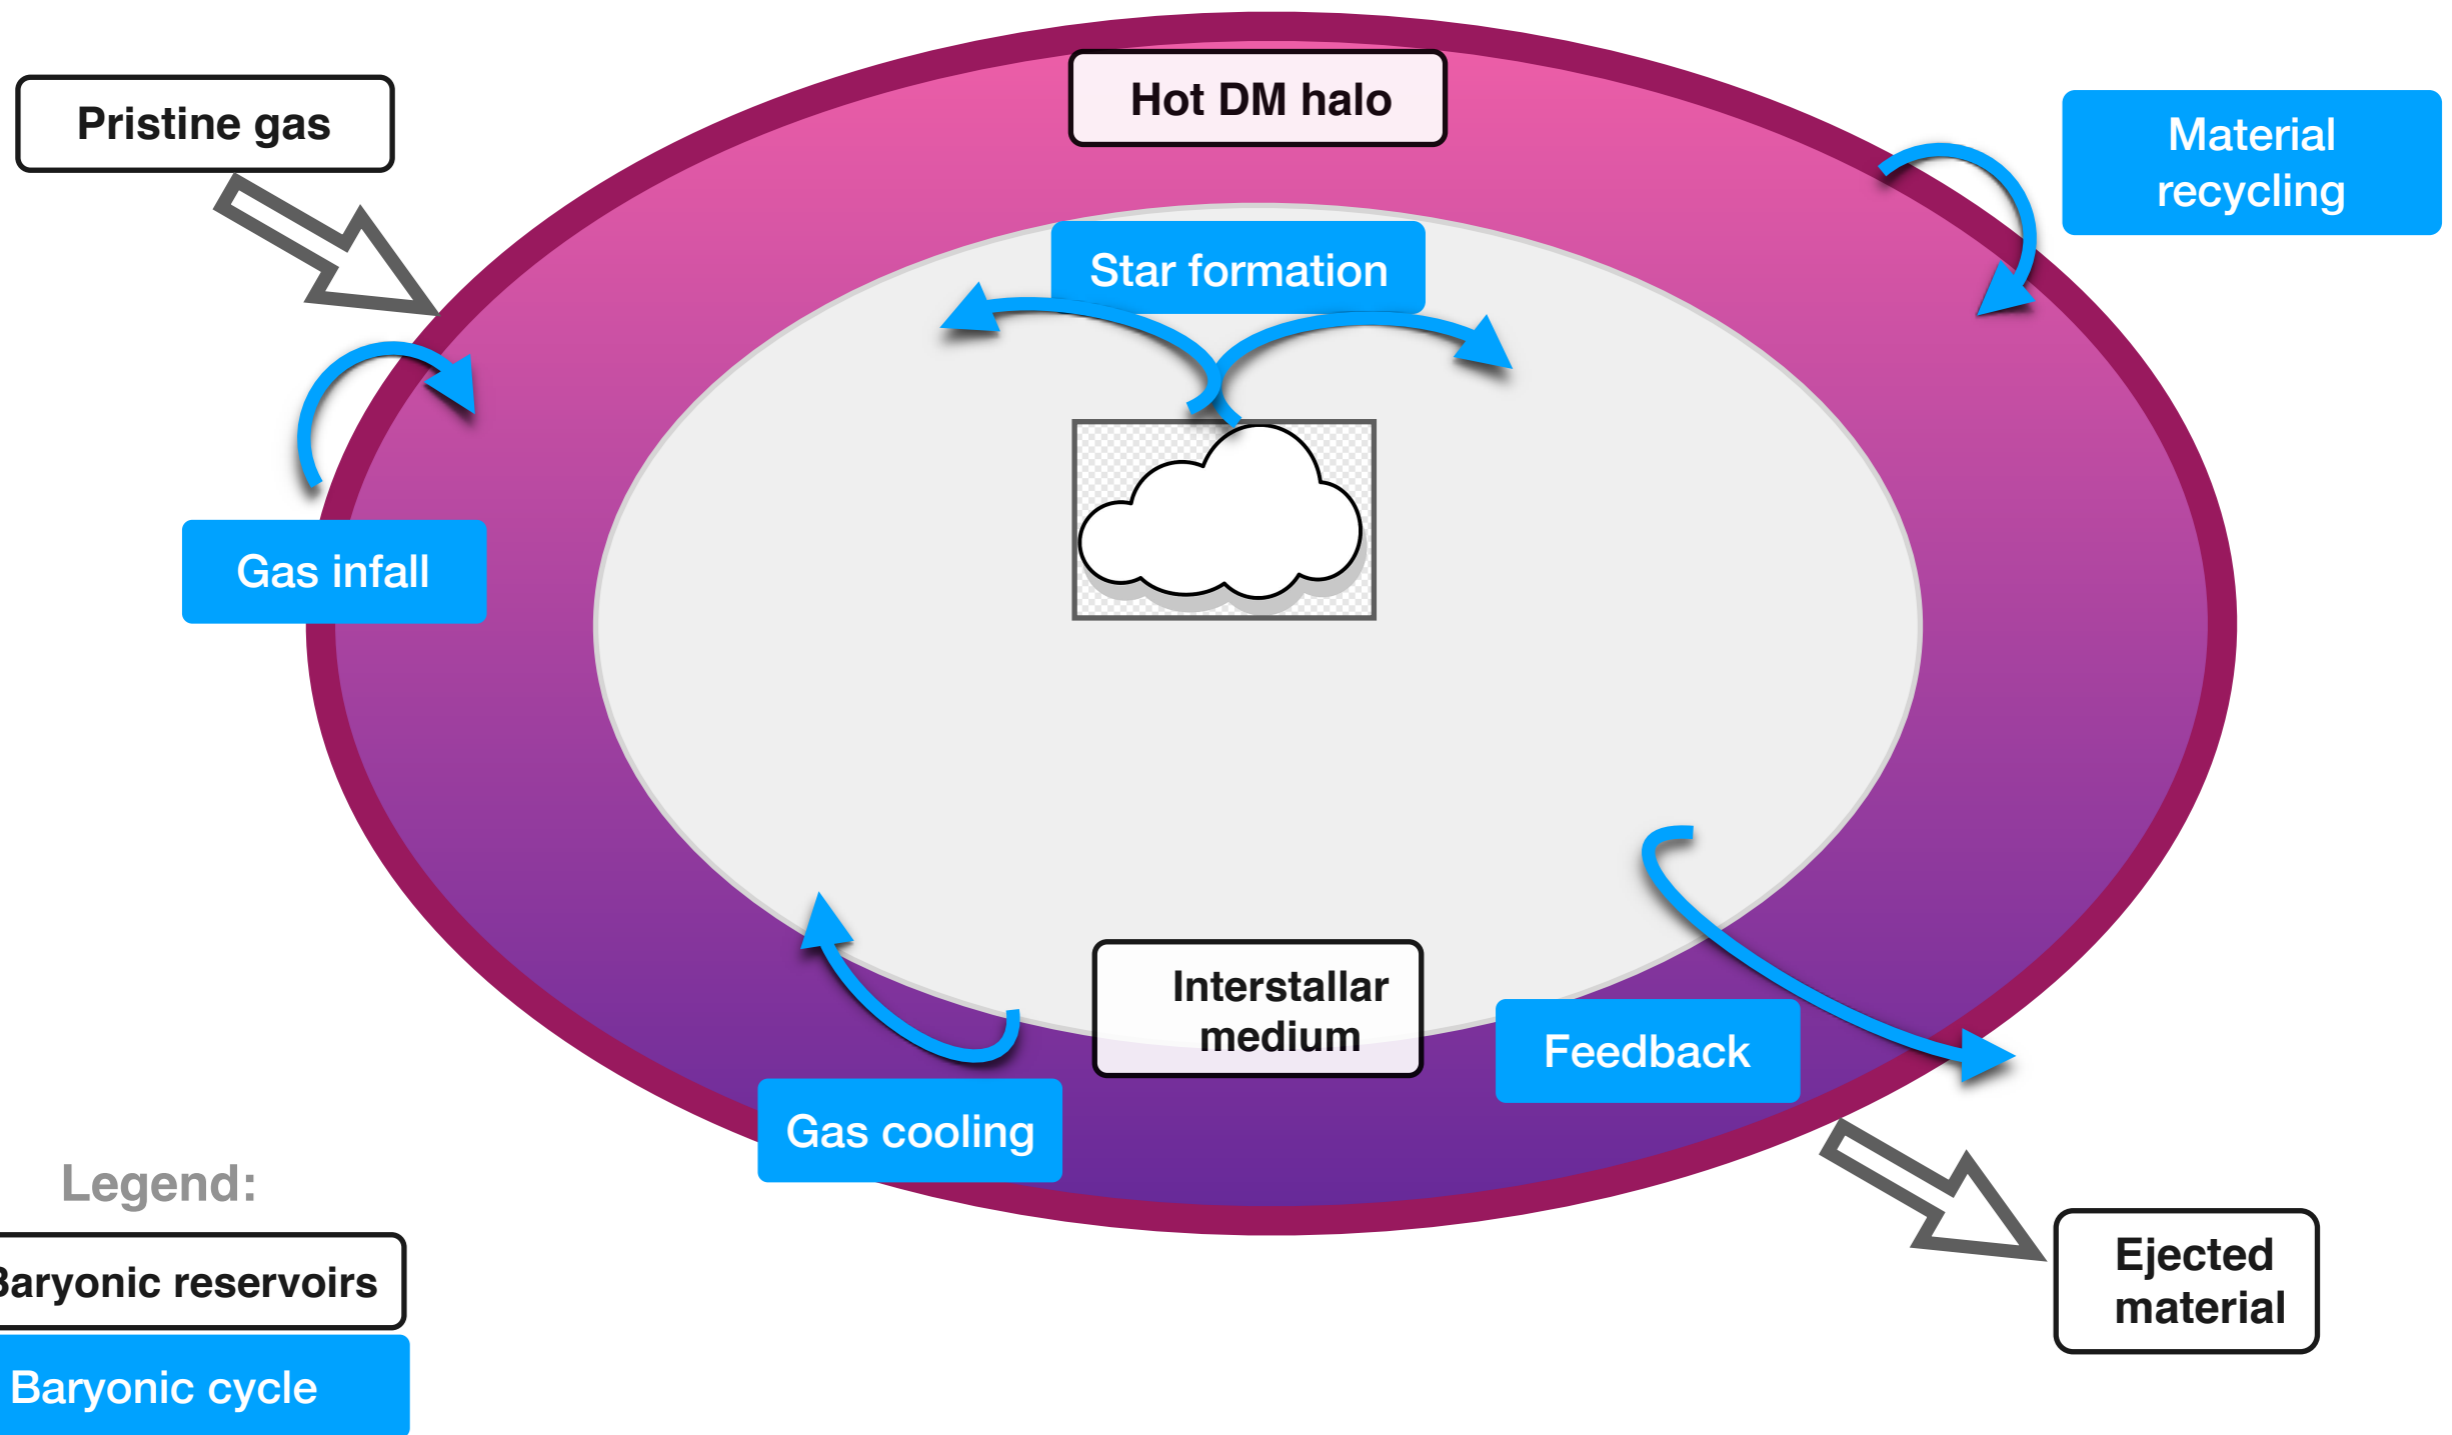 Hot DM halo
Pristine gas
Material
recycling
Star formation
Gas infall
Interstallar
medium
Feedback
Gas cooling
Legend:
Baryonic reservoirs
Baryonic cycle
Ejected
material